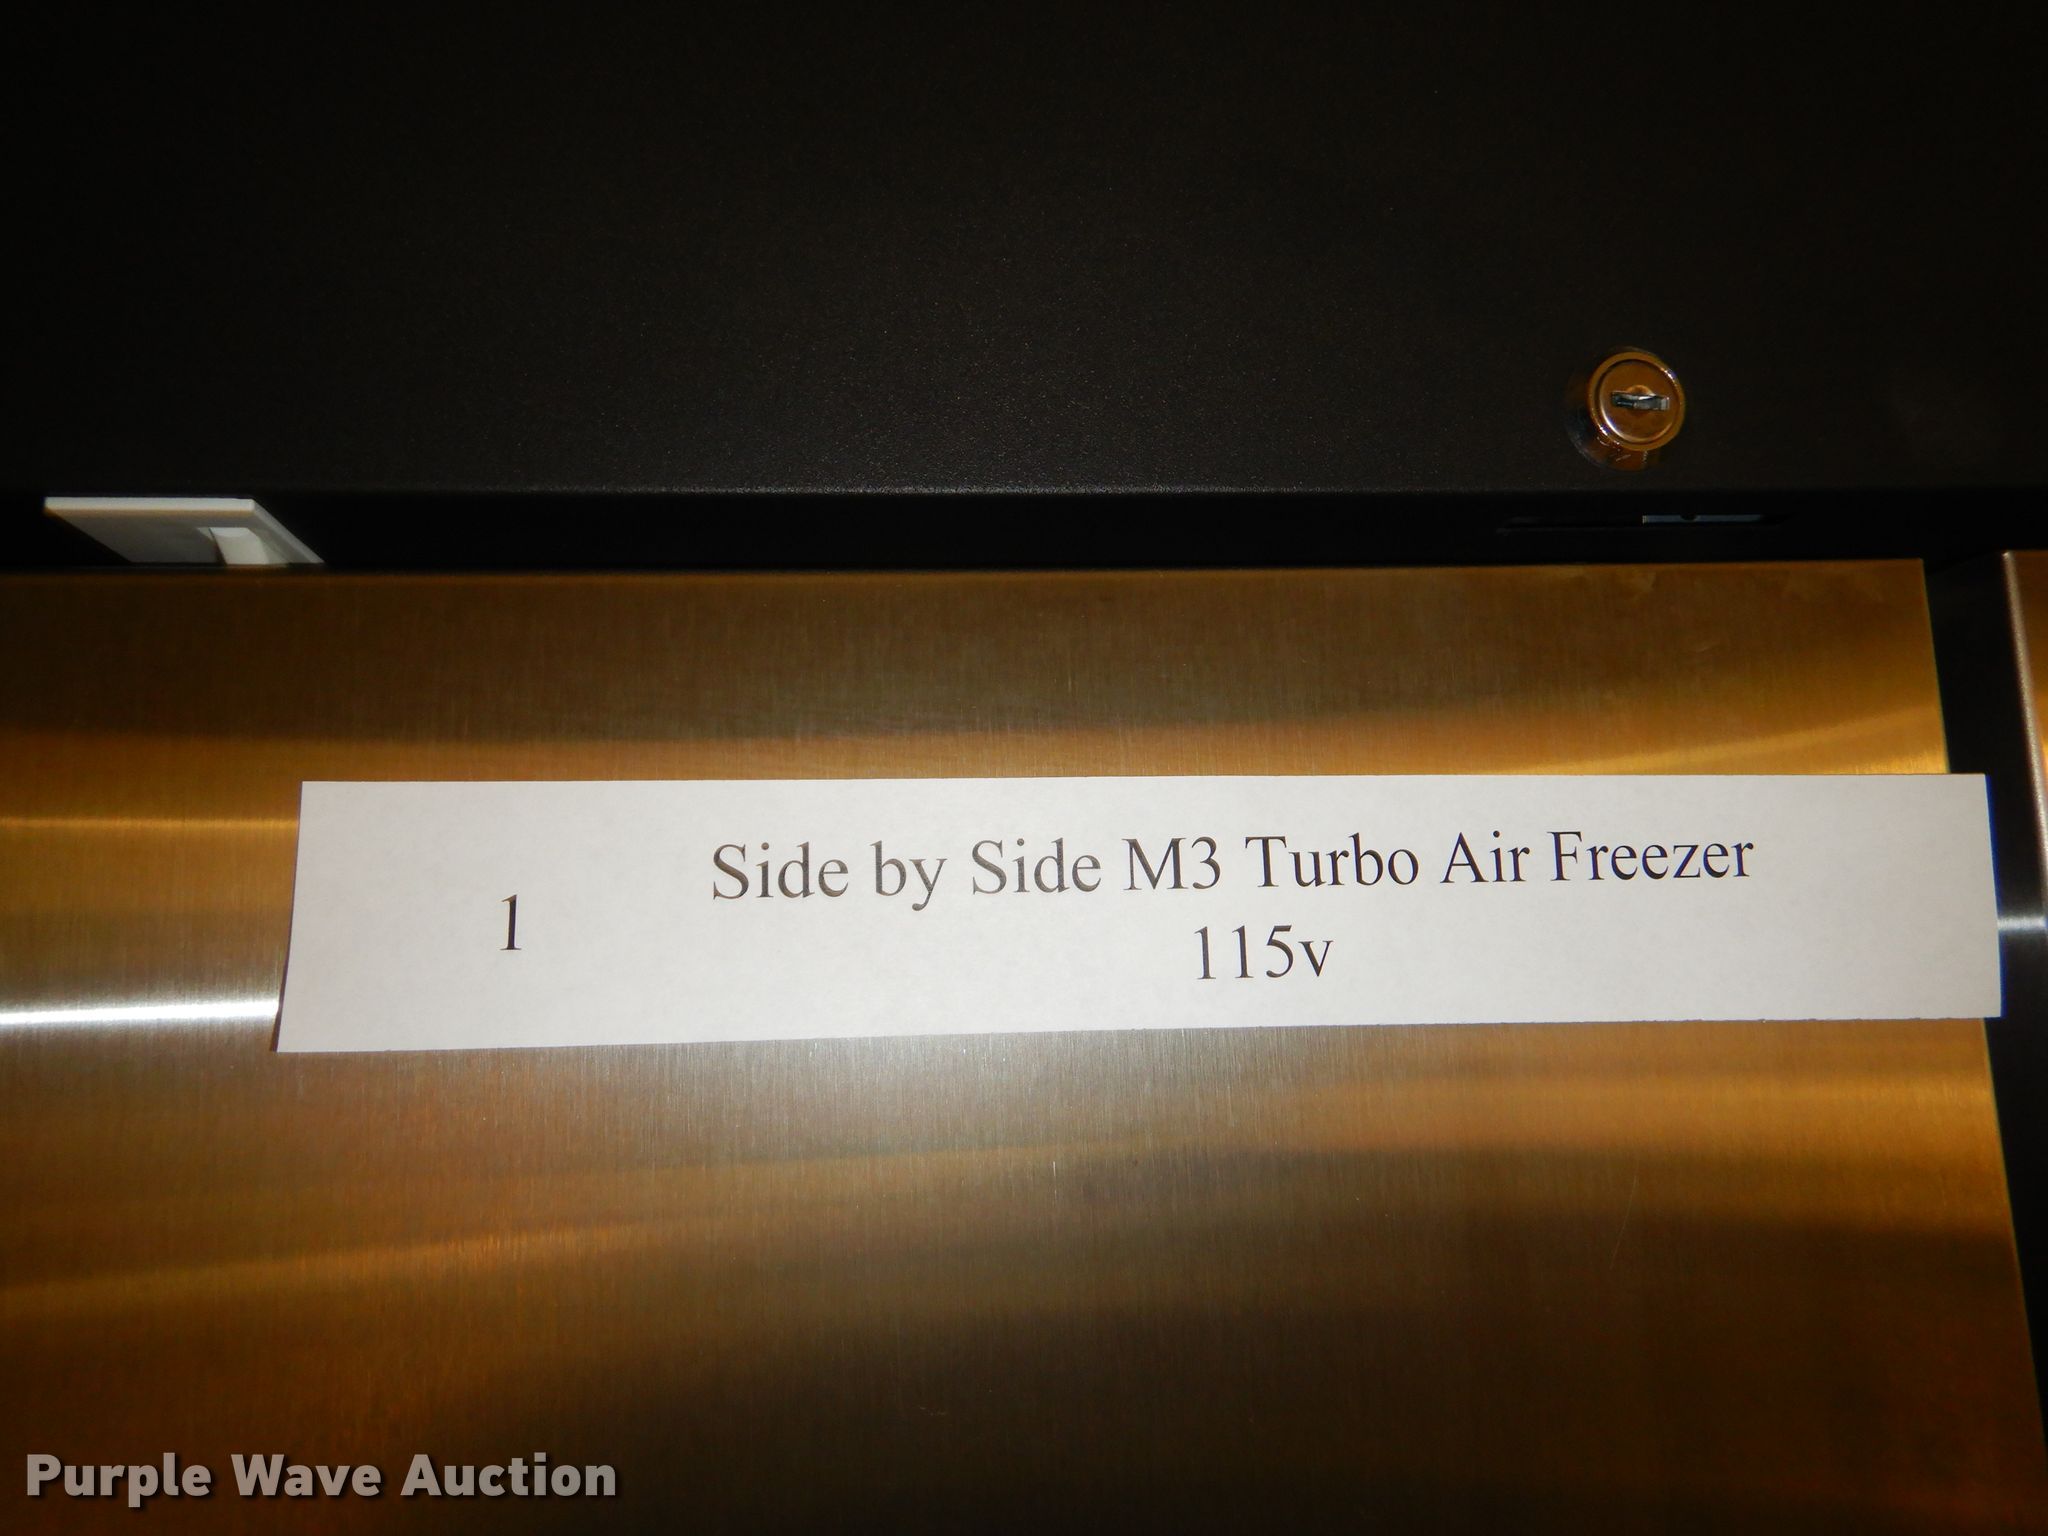 1
Side by Side M3 Turbo Air Freezer
115v
Purple Wave Auction